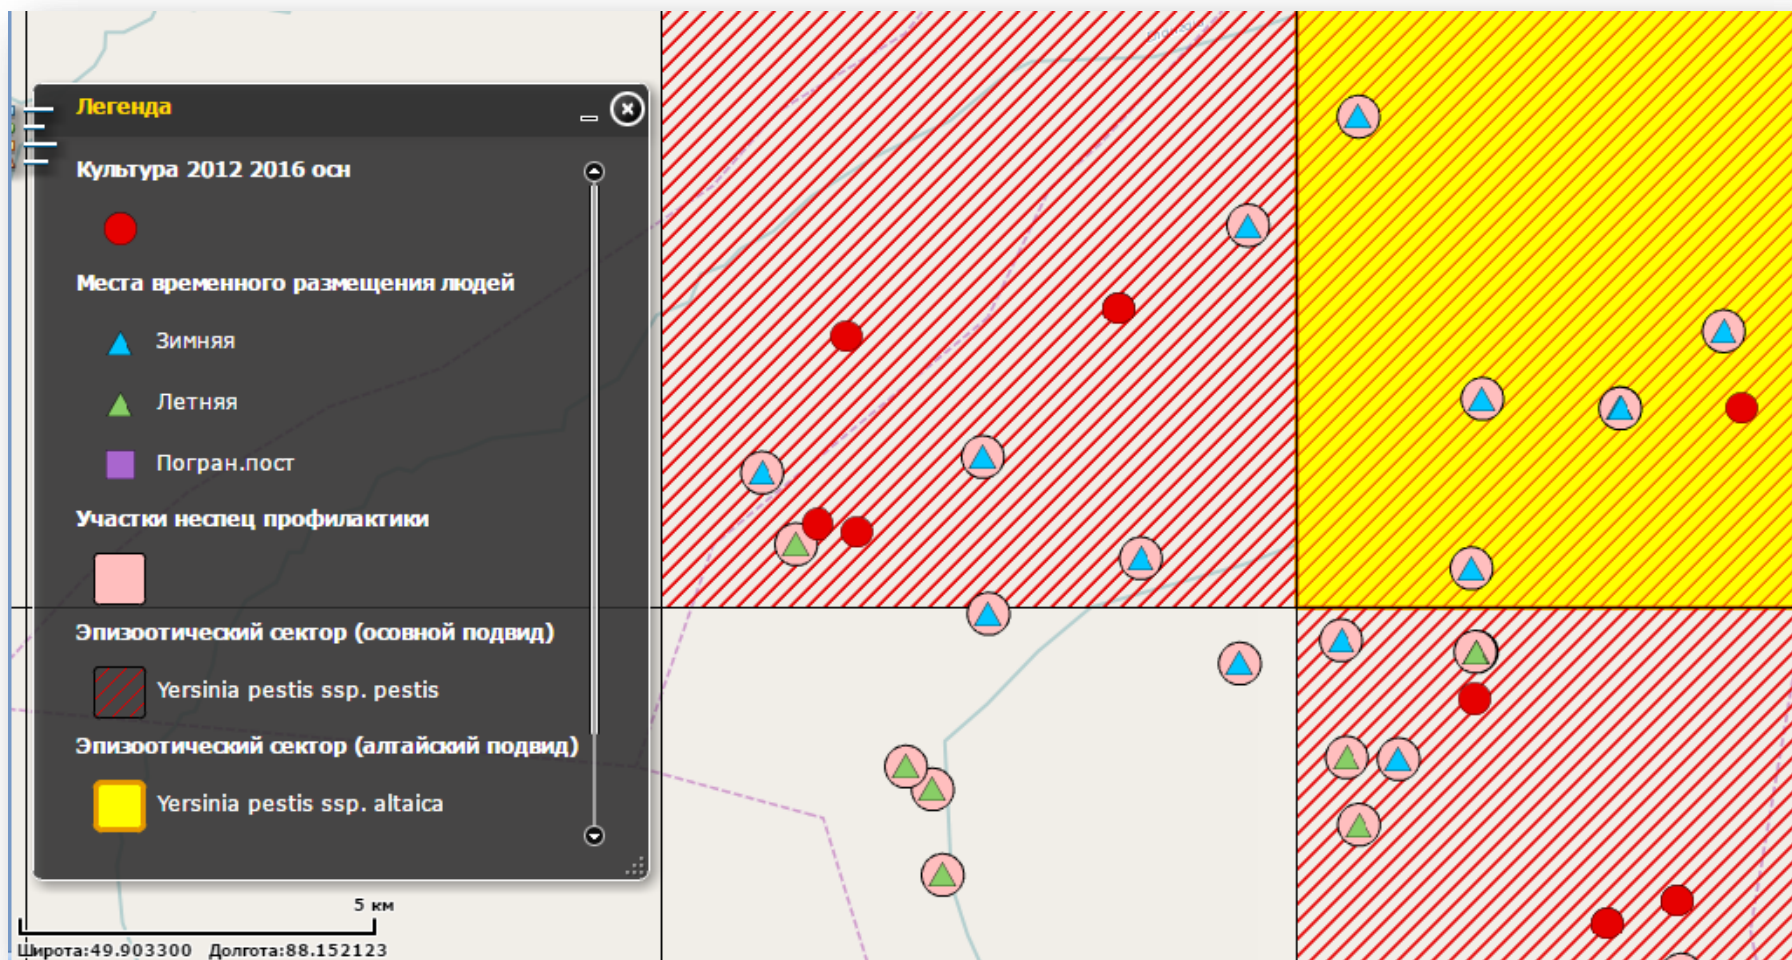 Легенда
Культура 2012 2016 осн
Места временного размещения людей
Зимняя
Летняя
Погран.пост
Участки неспец профилактики
Эпизоотический сектор (осовной подвид)
Yersinia pestis ssp. pestis
Эпизоотический сектор (алтайский подвид)
Yersinia pestis ssp. altaica
5 км
Широта:49.903300 Долгота:88.152123